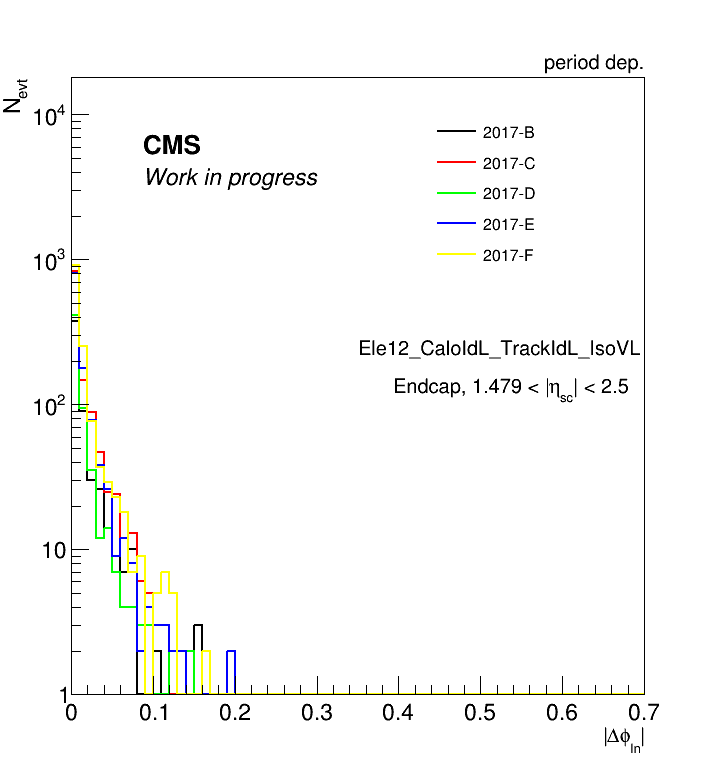 period dep.
N_evt
10^4
10^3
10^2
10
1
CMS
Work in progress
2017-B
2017-C
2017-D
2017-E
2017-F
Ele12_CaloIdL_TrackIdL_IsoVL
Endcap, 1.479 < |η_sc| < 2.5
0 0.1 0.2 0.3 0.4 0.5 0.6 0.7
|Δϕ_In|